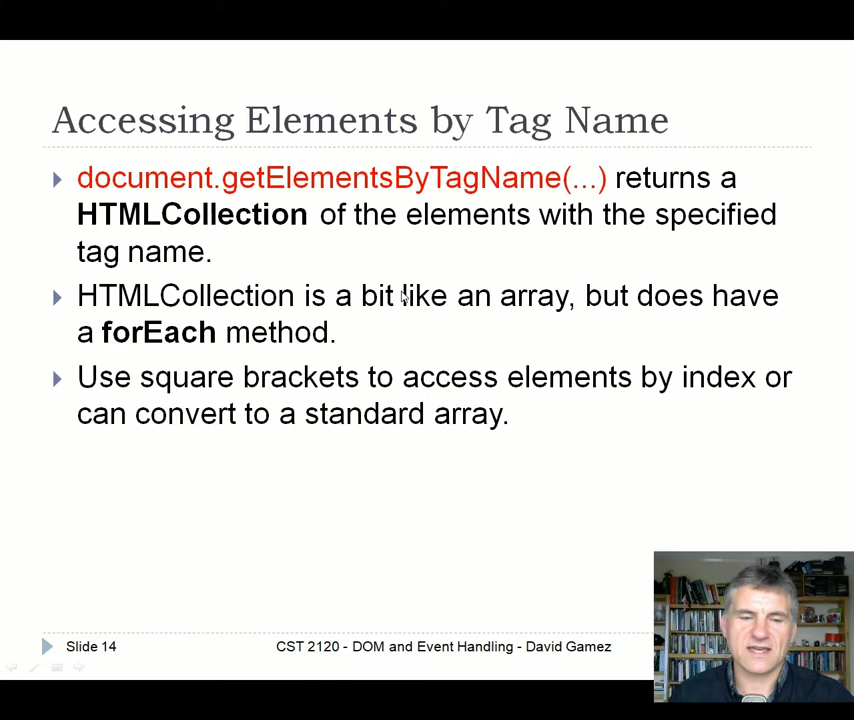 Accessing Elements by Tag Name
document.getElementsByTagName(...) returns a
HTMLCollection of the elements with the specified
tag name.
HTMLCollection is a bit like an array, but does have
a forEach method.
Use square brackets to access elements by index or
can convert to a standard array.
Slide 14
CST 2120 - DOM and Event Handling - David Gamez